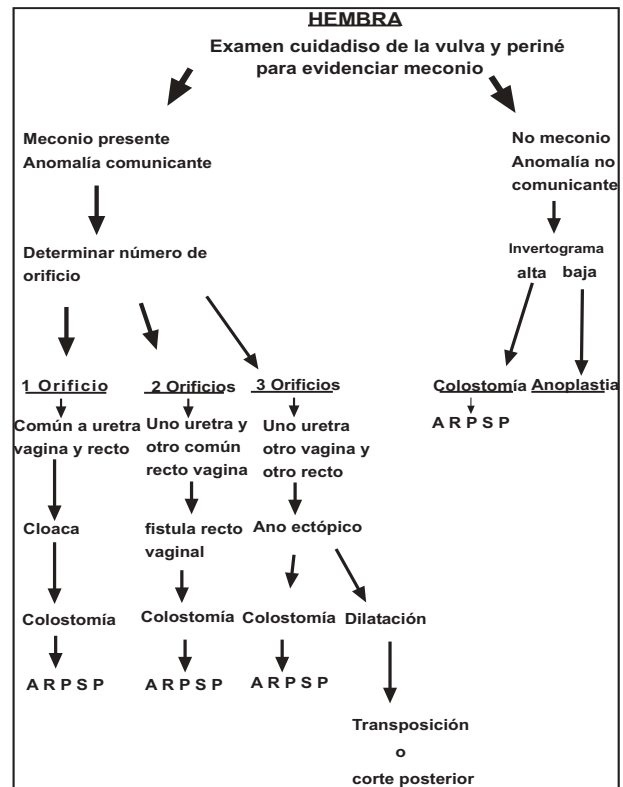 HEMBRA
Examen cuidadiso de la vulva y periné
para evidenciar meconio
Meconio presente
Anomalía comunicante
No meconio
Anomalía no
comunicante
Determinar número de
orificio
Invertograma
alta baja
1 Orificio
2 Orificios
3 Orificios
Colostomía
Anoplastia
Común a uretra
vagina y recto
Uno uretra y
otro común
recto vagina
Uno uretra
otro vagina y
otro recto
A R P S P
Cloaca
fistula recto
vaginal
Ano ectópico
Colostomía
Colostomía
Colostomía
Dilatación
A R P S P
A R P S P
A R P S P
Transposición
o
corte posterior